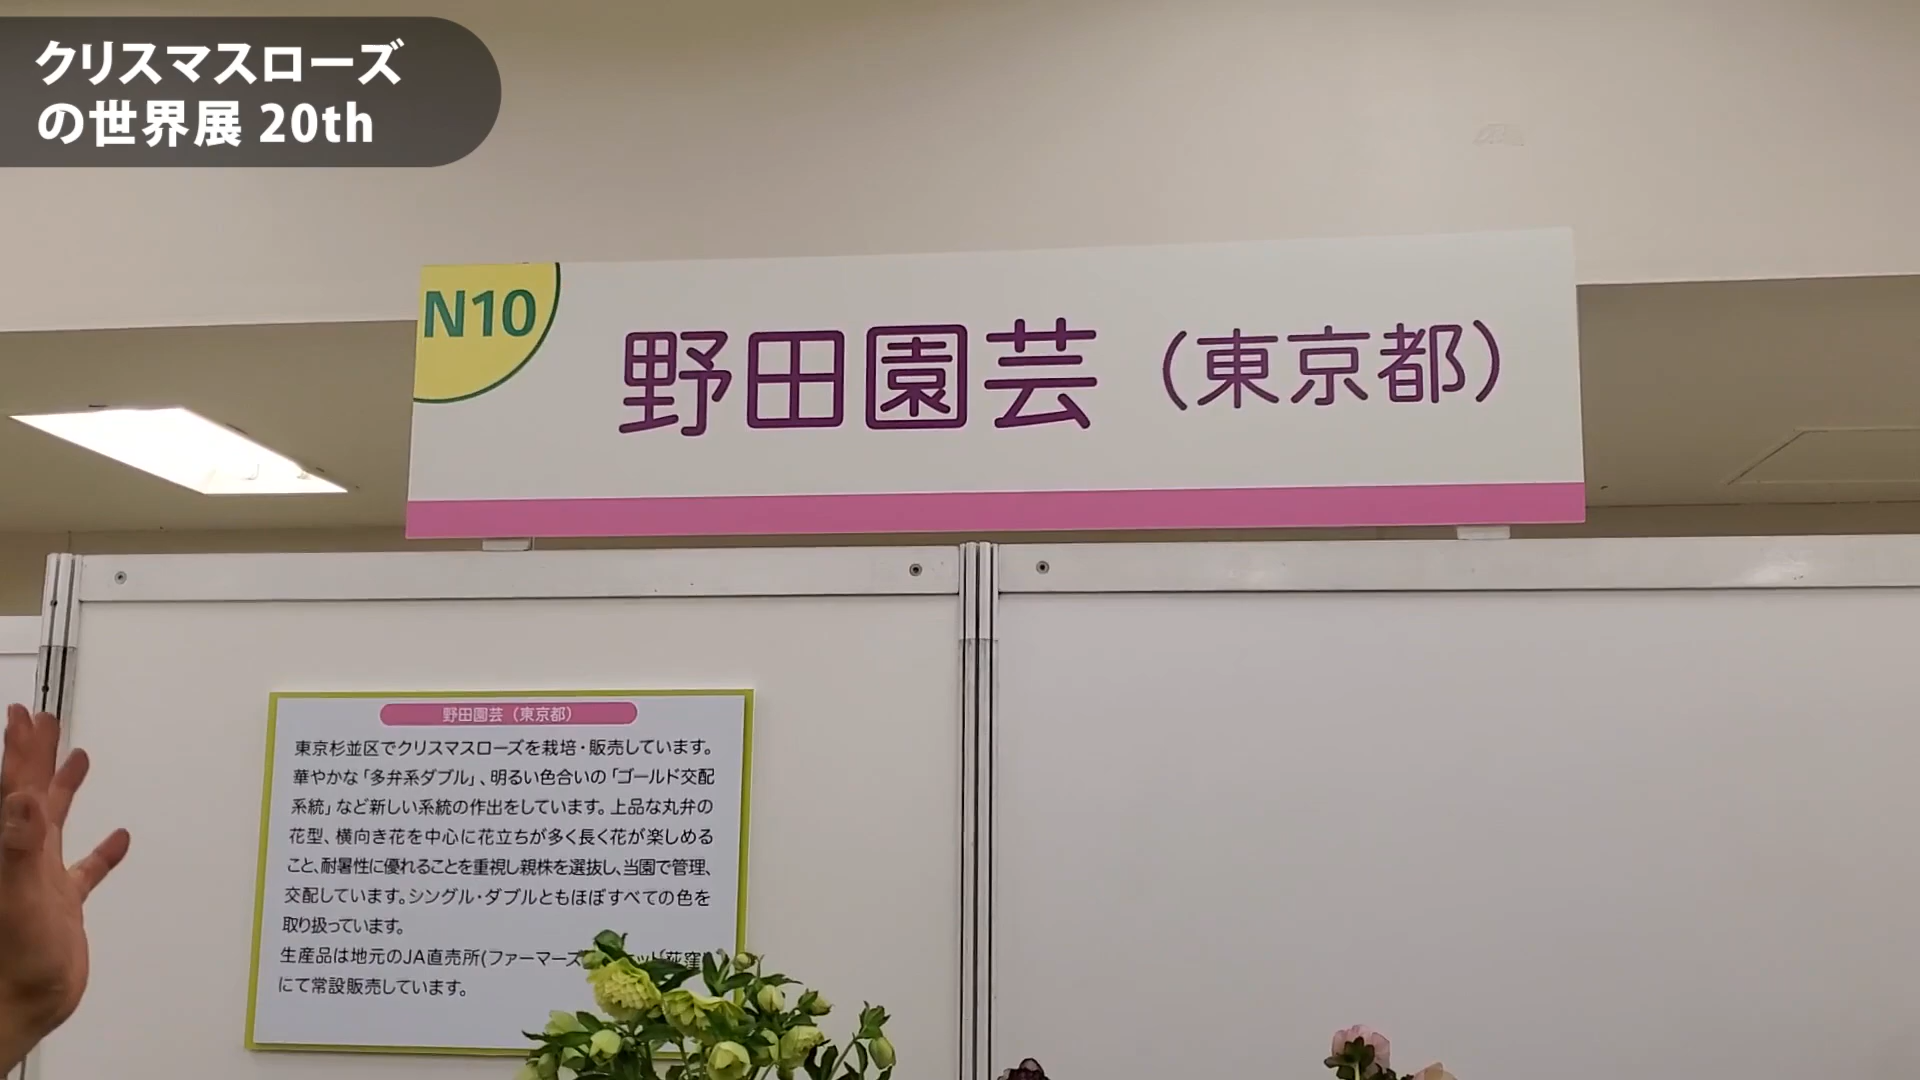 クリスマスローズ
の世界展 20th
N10
野田園芸（東京都）
野田園芸（東京都）
東京杉並区でクリスマスローズを栽培・販売しています。
華やかな「多弁系ダブル」、明るい色合いの「ゴールド交配
系統」など新しい系統の作出をしています。上品な丸弁の
花型、横向き花を中心に花立ちが多く長く花が楽しめる
こと、耐暑性に優れることを重視し親株を選抜し、当園で管理、
交配しています。シングル・ダブルともほぼすべての色を
取り扱っています。
生産品は地元のJA直売所(ファーマーズ ット荻窪
にて常設販売しています。